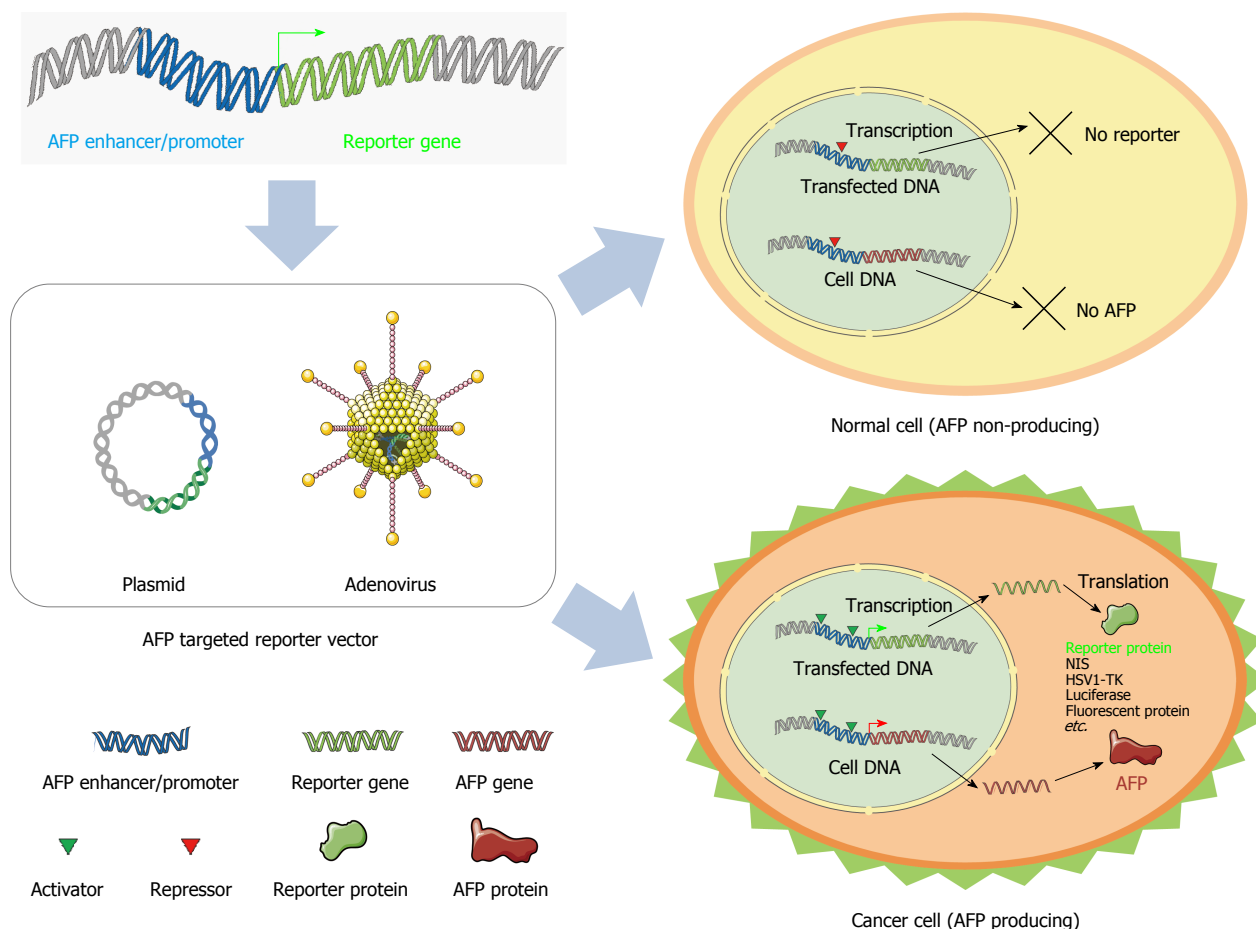 AFP enhancer/promoter
Reporter gene
Plasmid
Adenovirus
AFP targeted reporter vector
AFP enhancer/promoter
Reporter gene
AFP gene
Activator
Repressor
Reporter protein
AFP protein
Transcription
Transfected DNA
No reporter
Cell DNA
No AFP
Normal cell (AFP non-producing)
Transcription
Transfected DNA
Cell DNA
Translation
Reporter protein
NIS
HSV1-TK
Luciferase
Fluorescent protein
etc.
AFP
Cancer cell (AFP producing)